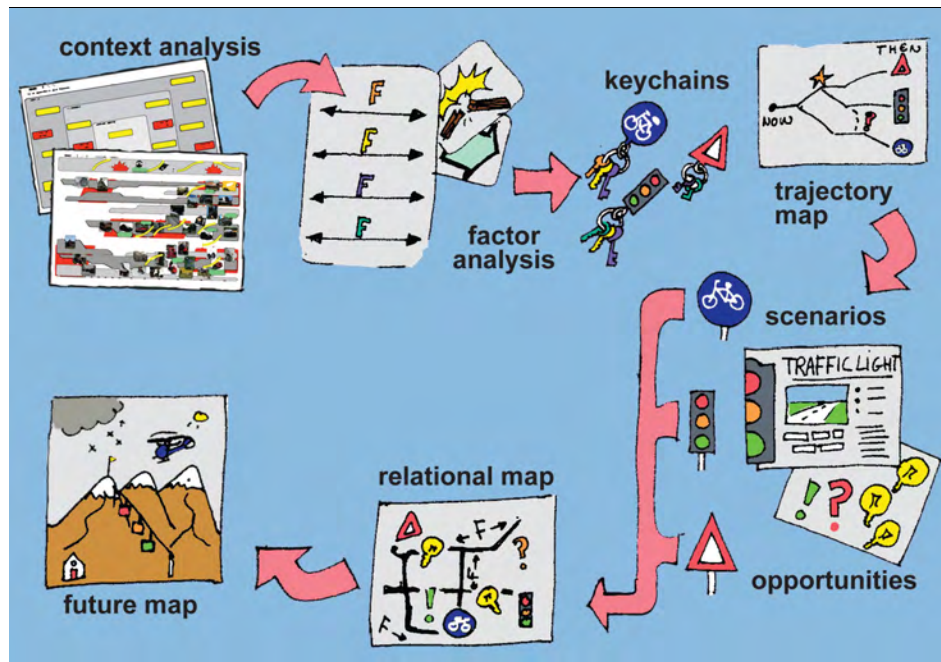 context analysis
F
F
F
F
factor
analysis
keychains
NOW
THEN
?
trajectory
map
scenarios
TRAFFIC LIGHT
! ?
opportunities
relational map
F
?
F
!
F
future map